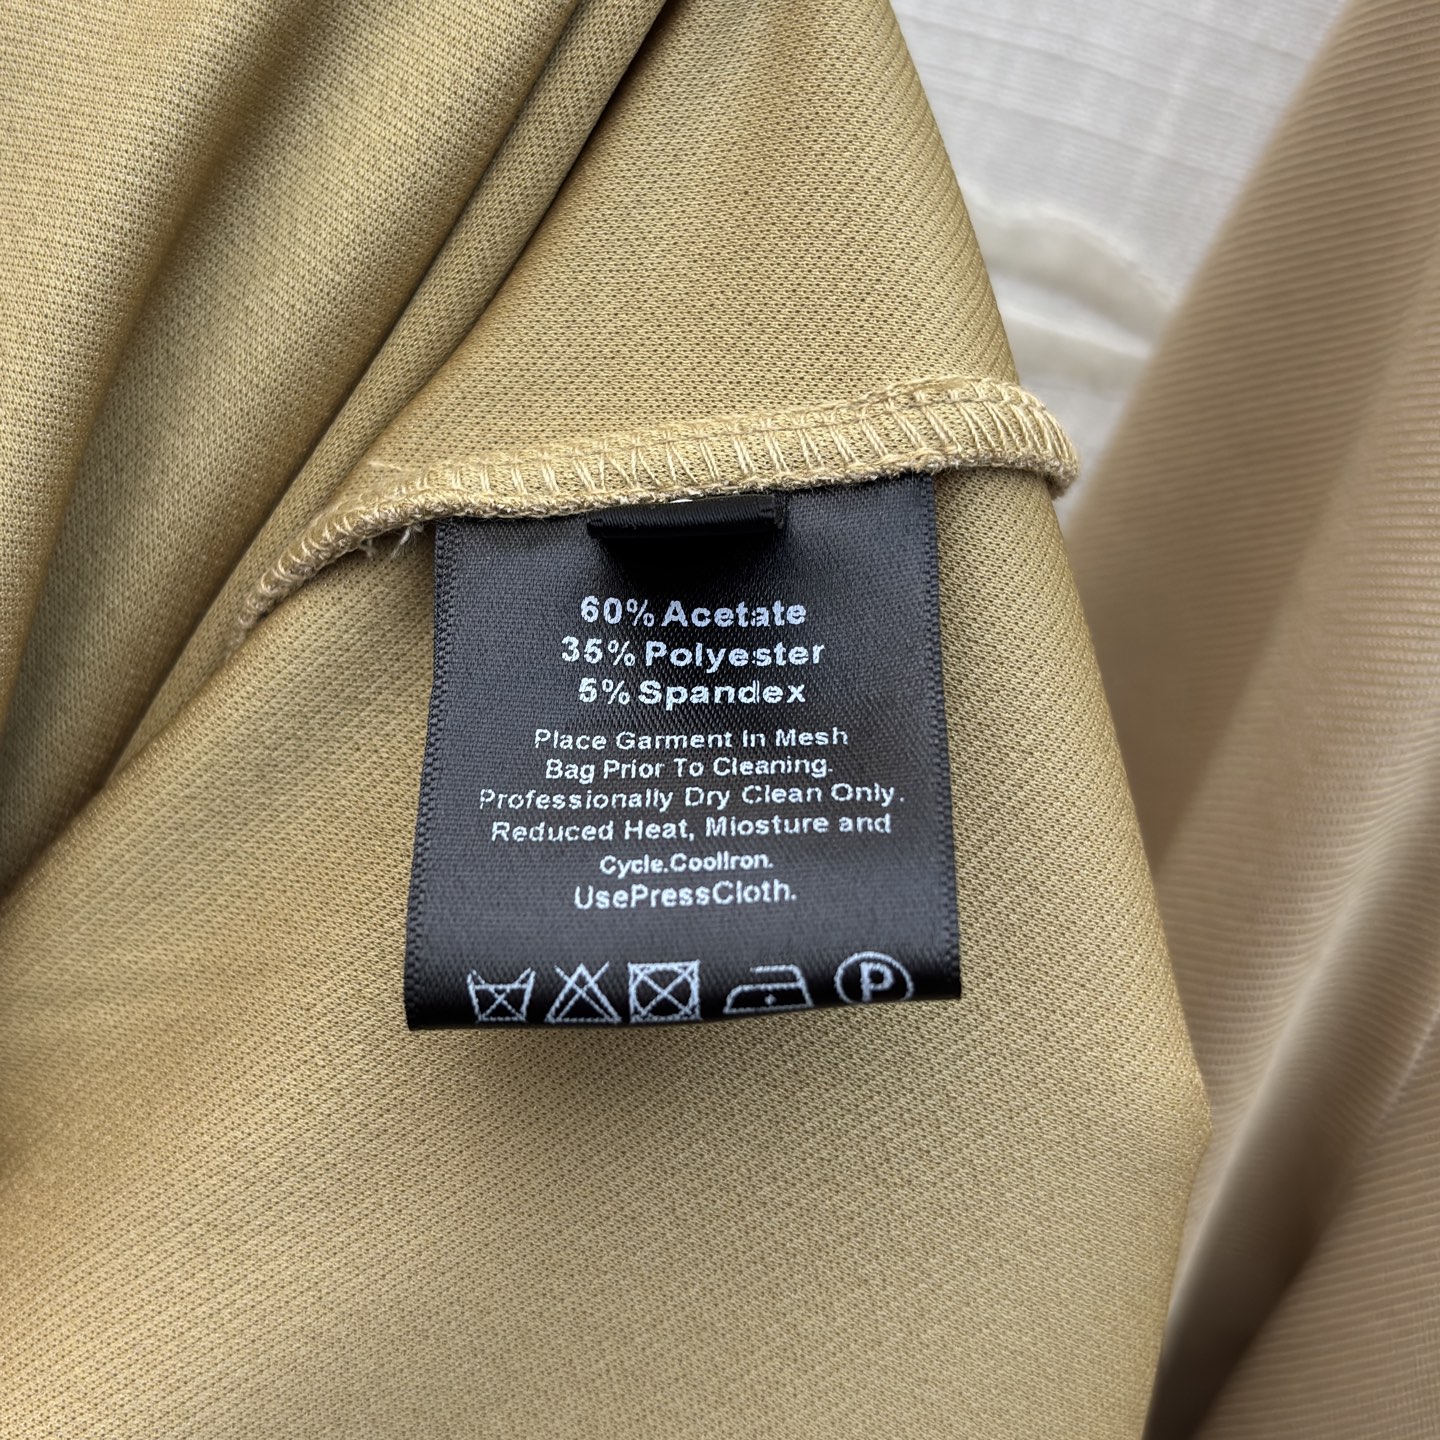 60% Acetate
35% Polyester
5% Spandex
Place Garment In Mesh
Bag Prior To Cleaning.
Professionally Dry Clean Only.
Reduced Heat, Miosture and
Cycle.CoolIron.
UsePressCloth.
P